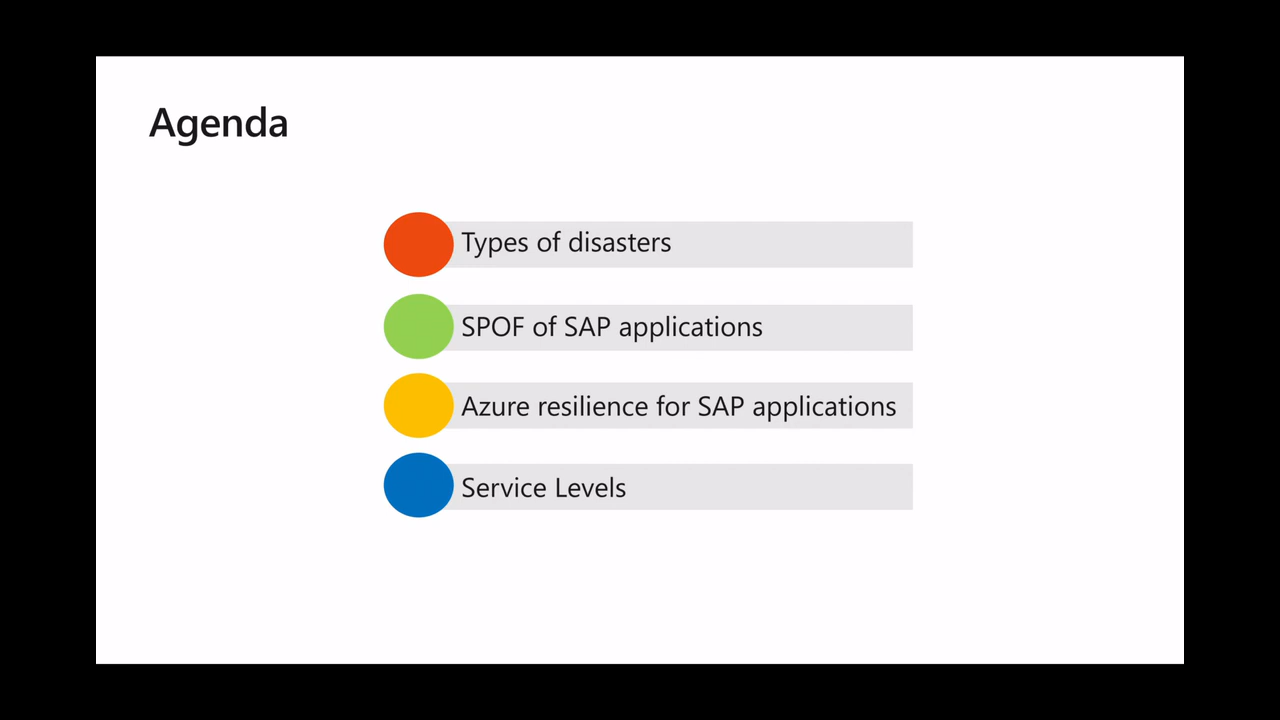 Agenda
Types of disasters
SPOF of SAP applications
Azure resilience for SAP applications
Service Levels